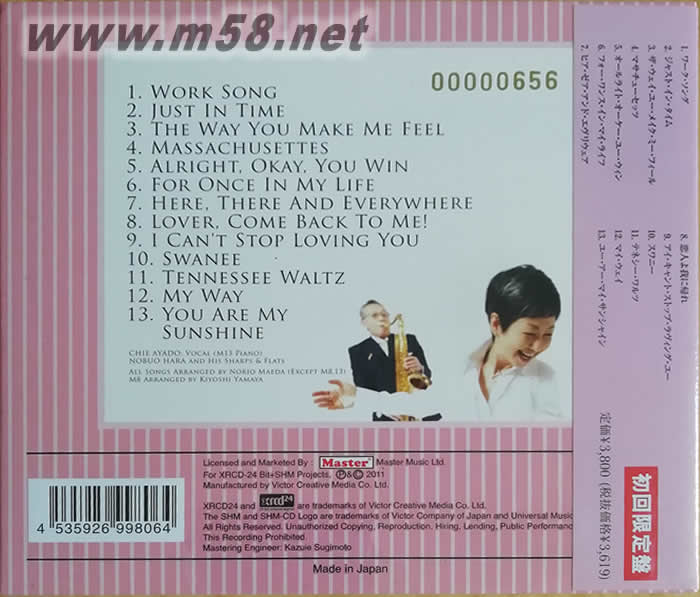 www.m58.net
00000656
1. Work Song
2. Just In Time
3. The Way You Make Me Feel
4. Massachusettes
5. Alright, Okay, You Win
6. For Once In My Life
7. Here, There And Everywhere
8. Lover, Come Back To Me!
9. I Can't Stop Loving You
10. Swanee
11. Tennessee Waltz
12. My Way
13. You Are My
Sunshine
Chie Ayado: Vocal (M13 Piano)
Nobuo Hara and His Sharps & Flats
All Songs Arranged by Norio Maeda (Except M8,13)
M8 Arranged by Kiyoshi Yamaya
Licensed and Marketed By : Master Master Music Ltd.
For XRCD-24 Bit+SHM Projects, ℗&© 2011
Manufactured by Victor Creative Media Co. Ltd.
XRCD24 and xrcd24 are trademarks of Victor Creative Media Co. Ltd.
The SHM and SHM-CD Logo are trademarks of Victor Company of Japan and Universal Music
All Rights Reserved. Unauthorized Copying, Reproduction. Hiring, Lending, Public Performance
This Recording Prohibited.
Mastering Engineer: Kazuie Sugimoto
Made in Japan
4 535926 998064
1. ワーク・ソング
2. ジャスト・イン・タイム
3. ザ・ウェイ・ユー・メイク・ミー・フィール
4. マサチューセッツ
5. オールライト・オーケー・ユー・ウィン
6. フォー・ワンス・イン・マイ・ライフ
7. ヒア・ゼア・アンド・エヴリウェア
8. 恋人よ我に帰れ
9. アイ・キャント・ストップ・ラヴィング・ユー
10. スワニー
11. テネシー・ワルツ
12. マイ・ウェイ
13. ユー・アー・マイ・サンシャイン
定価¥3,800 (税抜価格¥3,619)
初回限定盤